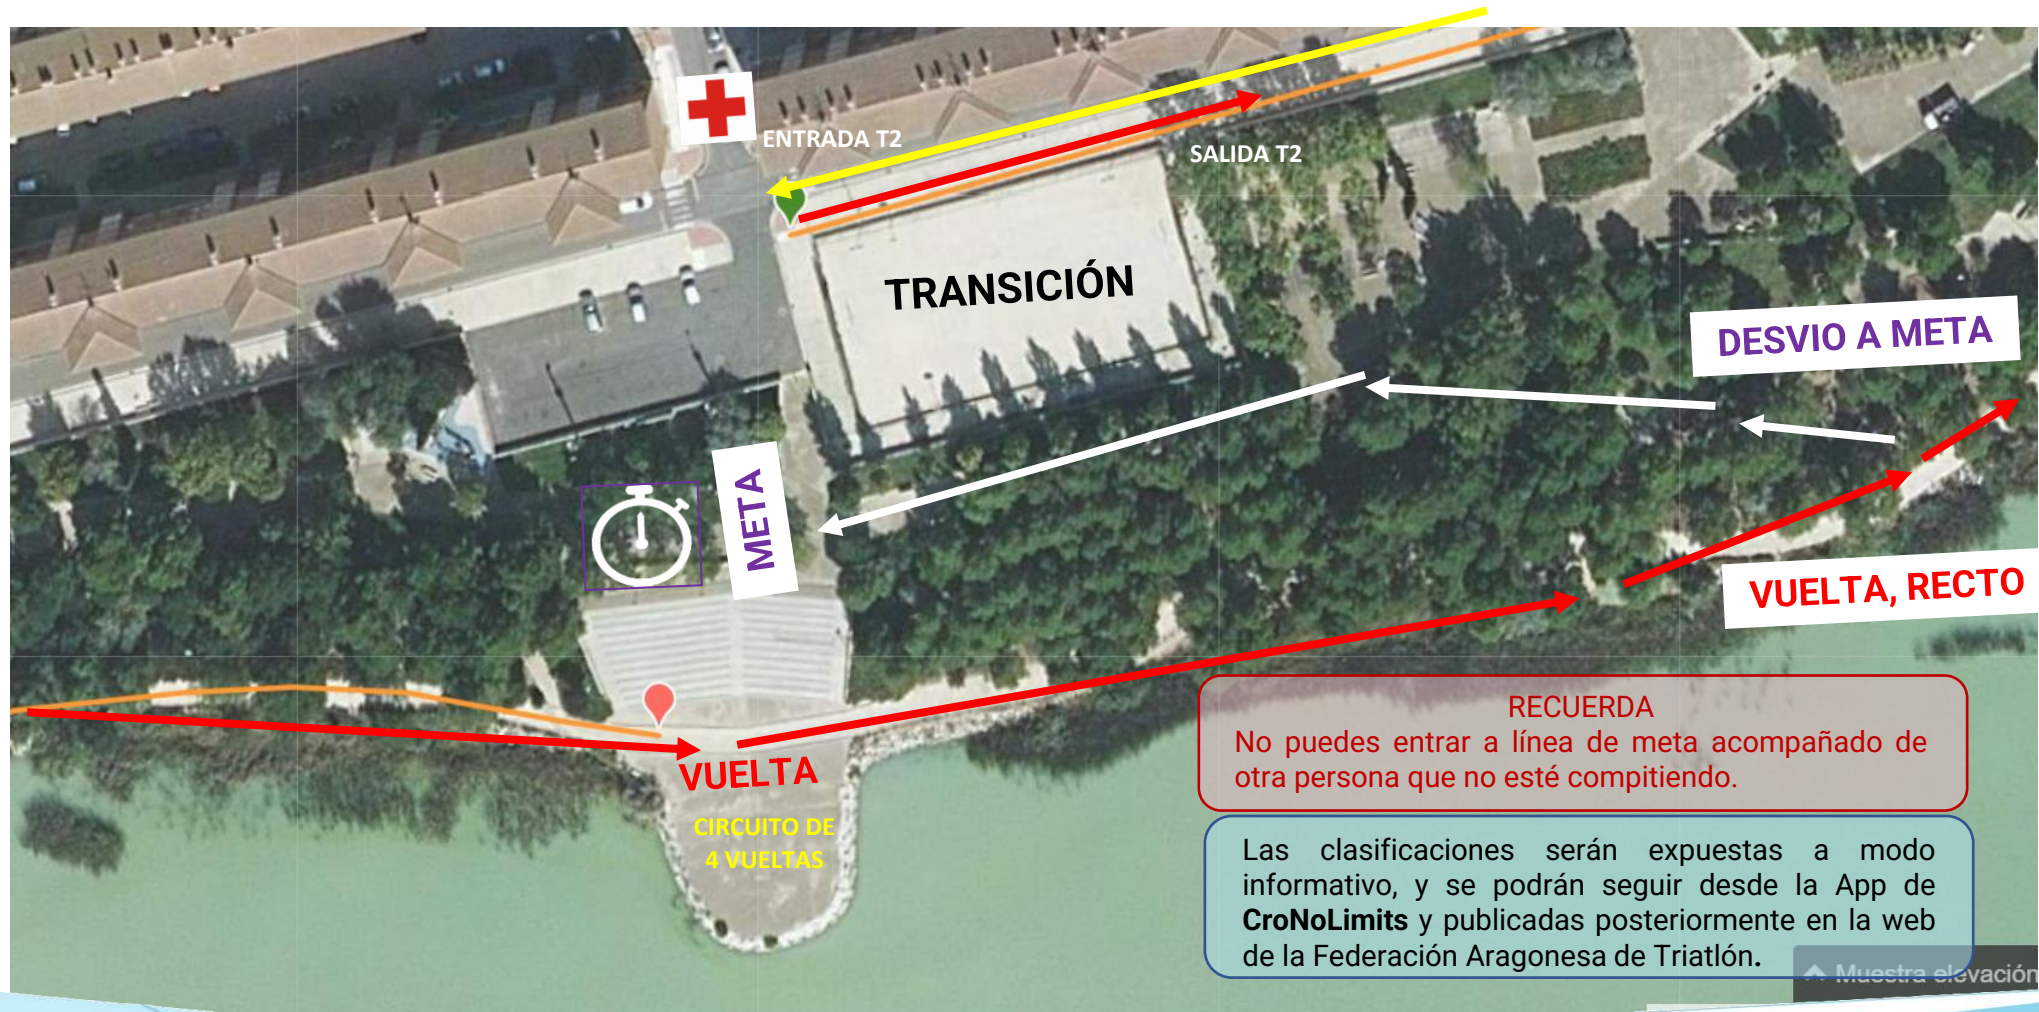 ENTRADA T2
SALIDA T2
TRANSICIÓN
DESVIO A META
META
VUELTA, RECTO
VUELTA
CIRCUITO DE
4 VUELTAS
RECUERDA
No puedes entrar a línea de meta acompañado de
otra persona que no esté compitiendo.
Las clasificaciones serán expuestas a modo
informativo, y se podrán seguir desde la App de
CroNoLimits y publicadas posteriormente en la web
de la Federación Aragonesa de Triatlón.
Muestra elevación